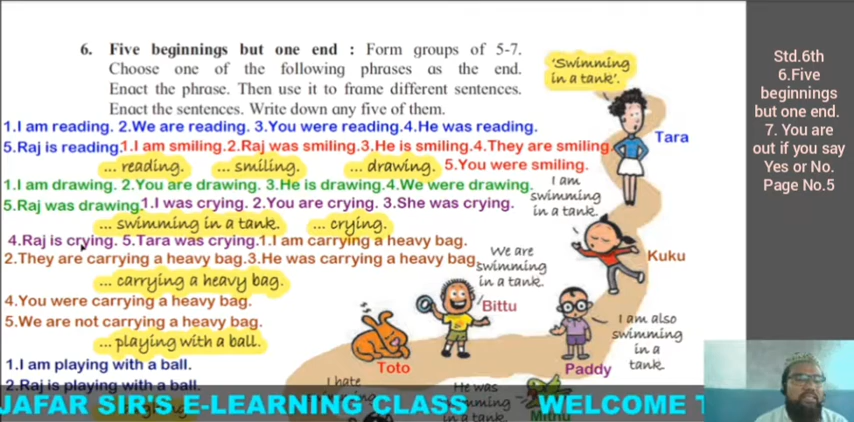 6. Five beginnings but one end : Form groups of 5-7.
Choose one of the following phrases as the end.
Enact the phrase. Then use it to frame different sentences.
Enact the sentences. Write down any five of them.
1.I am reading. 2.We are reading. 3.You were reading.4.He was reading.
5.Raj is reading.1.I am smiling.2.Raj was smiling.3.He is smiling.4.They are smiling.
... reading. ... smiling. ... drawing. 5.You were smiling.
1.I am drawing. 2.You are drawing. 3.He is drawing.4.We were drawing.
5.Raj was drawing.1.I was crying. 2.You are crying. 3.She was crying.
... swimming in a tank. ... crying.
4.Raj is crying. 5.Tara was crying.1.I am carrying a heavy bag.
2.They are carrying a heavy bag.3.He was carrying a heavy bag.
... carrying a heavy bag.
4.You were carrying a heavy bag.
5.We are not carrying a heavy bag.
... playing with a ball.
1.I am playing with a ball.
2.Raj is playing with a ball.
'Swimming
in a tank'.
Tara
I am
swimming
in a tank.
Kuku
We are
swimming
in a tank.
Bittu
I am also
swimming
in a
tank.
Paddy
Toto
I hate
He was
swimming
in a tank
Mithu
JAFAR SIR'S E-LEARNING CLASS WELCOME T
Std.6th
6.Five
beginnings
but one end.
7. You are
out if you say
Yes or No.
Page No.5